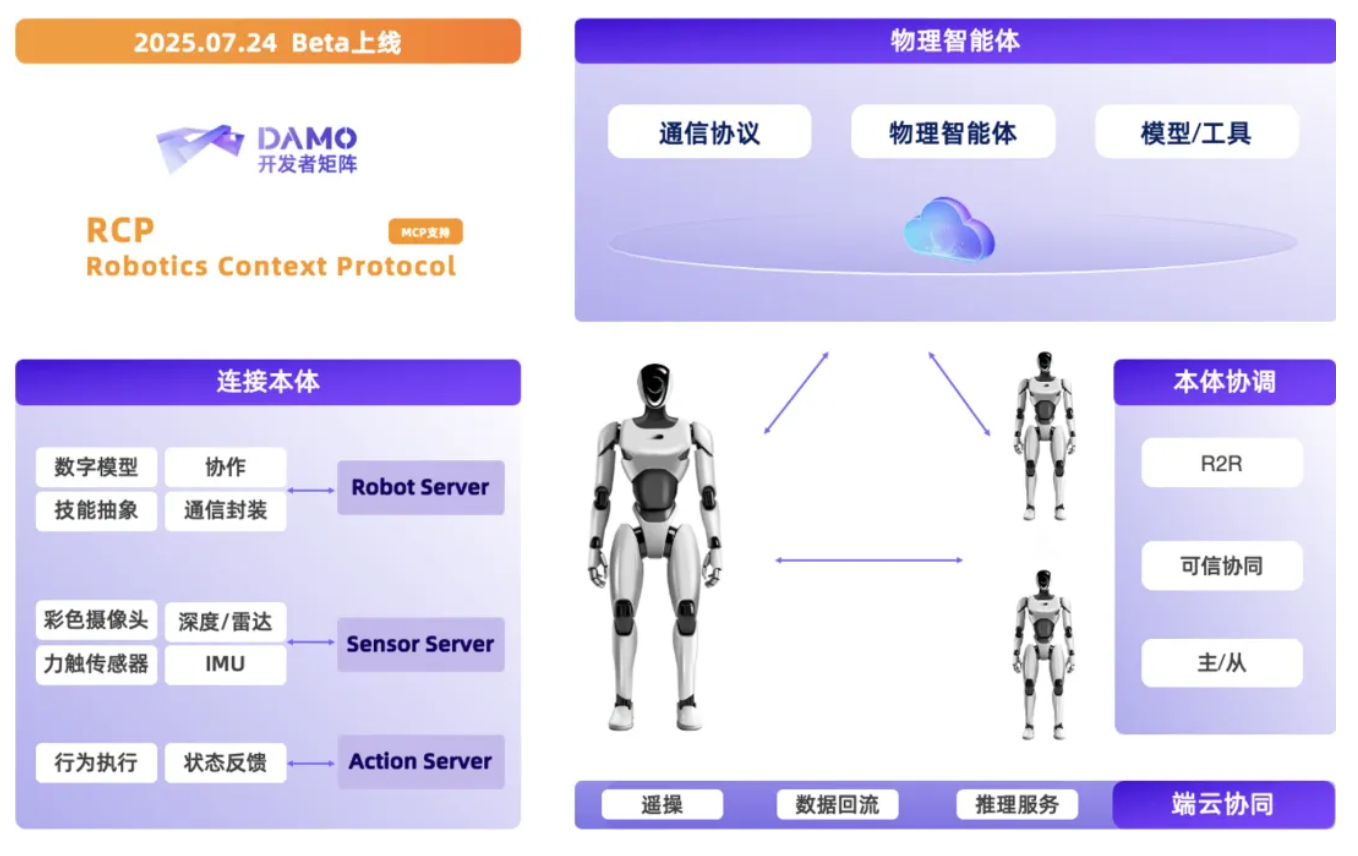 2025.07.24 Beta上线
DAMO
开发者矩阵
RCP
MCP支持
Robotics Context Protocol
物理智能体
通信协议
物理智能体
模型/工具
连接本体
数字模型
协作
技能抽象
通信封装
Robot Server
彩色摄像头
深度/雷达
力触传感器
IMU
Sensor Server
行为执行
状态反馈
Action Server
本体协调
R2R
可信协同
主/从
遥操
数据回流
推理服务
端云协同